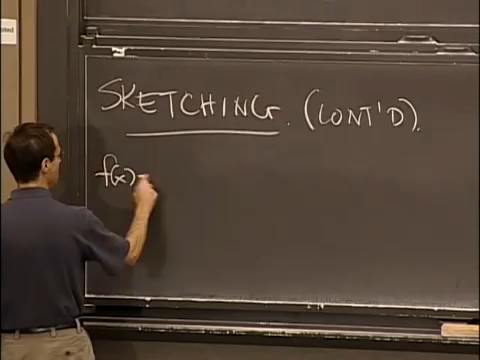 SKETCHING. (CONT'D).
f(x) =